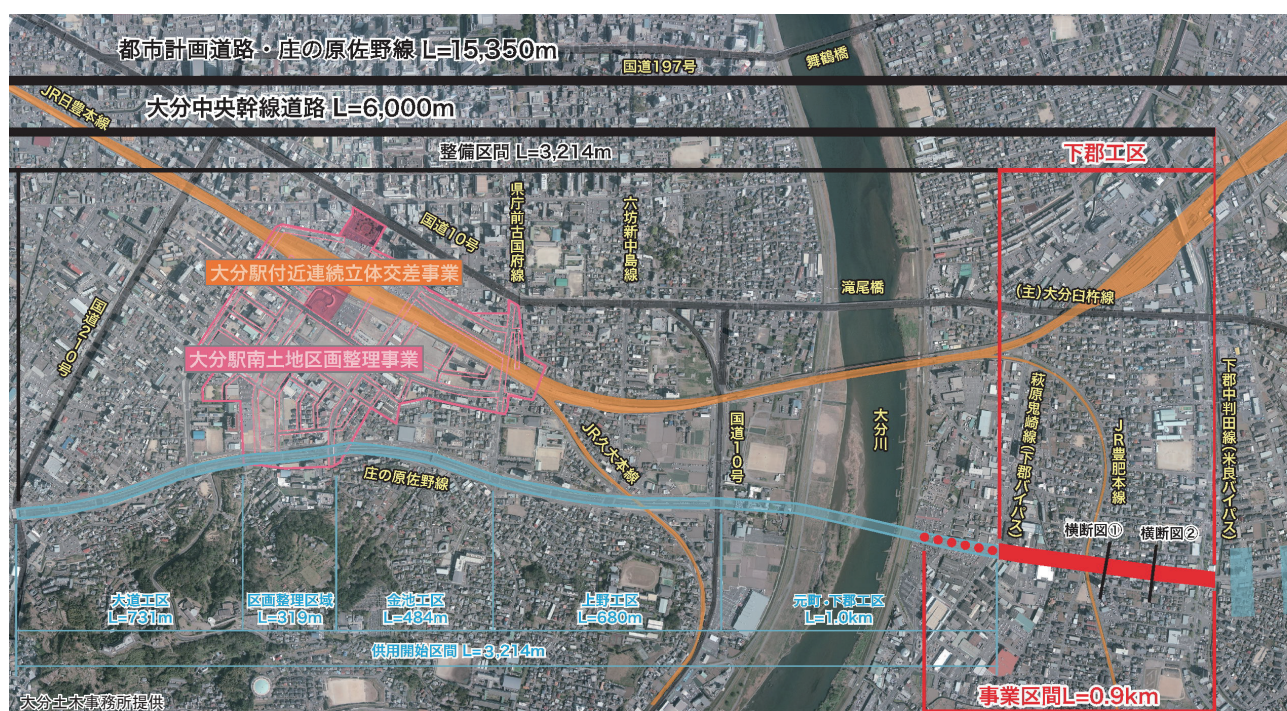 都市計画道路・庄の原佐野線 L=15,350m
国道197号
舞鶴橋
JR日豊本線
大分中央幹線道路 L=6,000m
整備区間 L=3,214m
下郡工区
国道10号
県庁前古国府線
六坊新中島線
大分駅付近連続立体交差事業
滝尾橋
(主)大分臼杵線
国道210号
大分駅南土地区画整理事業
大分川
萩原鬼崎線(下郡バイパス)
JR豊肥本線
下郡中判田線(米良バイパス)
国道10号
JR久大本線
庄の原佐野線
横断図①
横断図②
大道工区
L=731m
区画整理区域
L=319m
金池工区
L=484m
上野工区
L=680m
元町・下郡工区
L=1.0km
供用開始区間 L=3,214m
事業区間L=0.9km
大分土木事務所提供